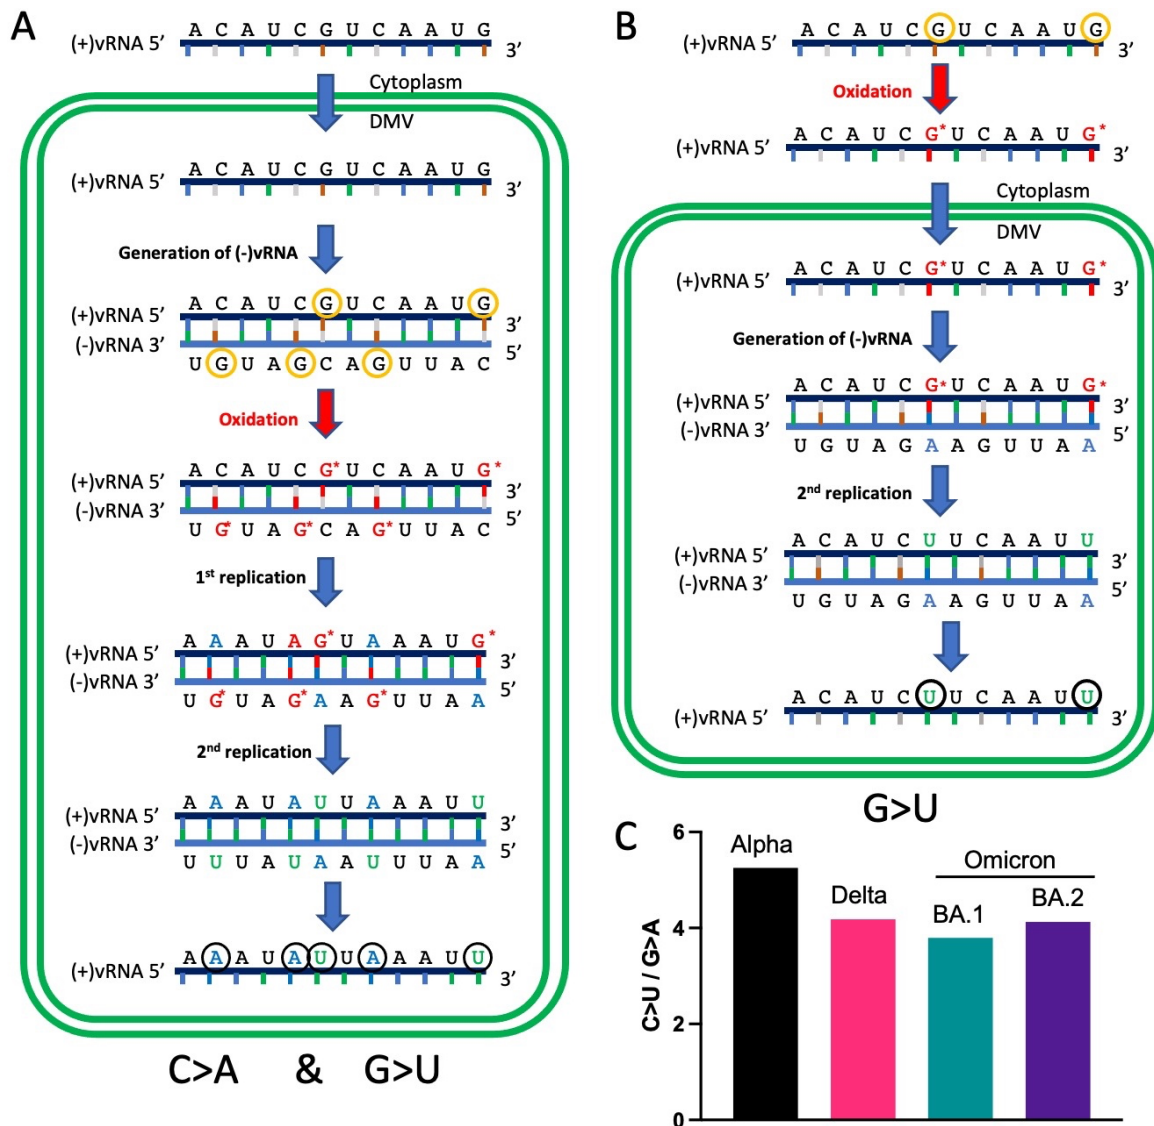 A
A C A U C G U C A A U G
(+)vRNA 5’ 3’
Cytoplasm
DMV
A C A U C G U C A A U G
(+)vRNA 5’ 3’
Generation of (-)vRNA
A C A U C G U C A A U G
(+)vRNA 5’ 3’
(-)vRNA 3’ 5’
U G U A G C A G U U A C
Oxidation
A C A U C G* U C A A U G*
(+)vRNA 5’ 3’
(-)vRNA 3’ 5’
U G* U A G* C A G* U U A C
1st replication
A A A U A G* U A A A U G*
(+)vRNA 5’ 3’
(-)vRNA 3’ 5’
U G* U A G* A A G* U U A A
2nd replication
A A A U A U U A A A U U
(+)vRNA 5’ 3’
(-)vRNA 3’ 5’
U U U A U A A U U U A A
A A A U A U U A A A U U
(+)vRNA 5’ 3’
C>A & G>U
B
A C A U C G U C A A U G
(+)vRNA 5’ 3’
Oxidation
A C A U C G* U C A A U G*
(+)vRNA 5’ 3’
Cytoplasm
DMV
A C A U C G* U C A A U G*
(+)vRNA 5’ 3’
Generation of (-)vRNA
A C A U C G* U C A A U G*
(+)vRNA 5’ 3’
(-)vRNA 3’ 5’
U G U A G A A G U U A A
2nd replication
A C A U C U U C A A U U
(+)vRNA 5’ 3’
(-)vRNA 3’ 5’
U G U A G A A G U U A A
A C A U C U U C A A U U
(+)vRNA 5’ 3’
G>U
C
C>U / G>A
6
4
2
0
Alpha
Delta
Omicron
BA.1
BA.2